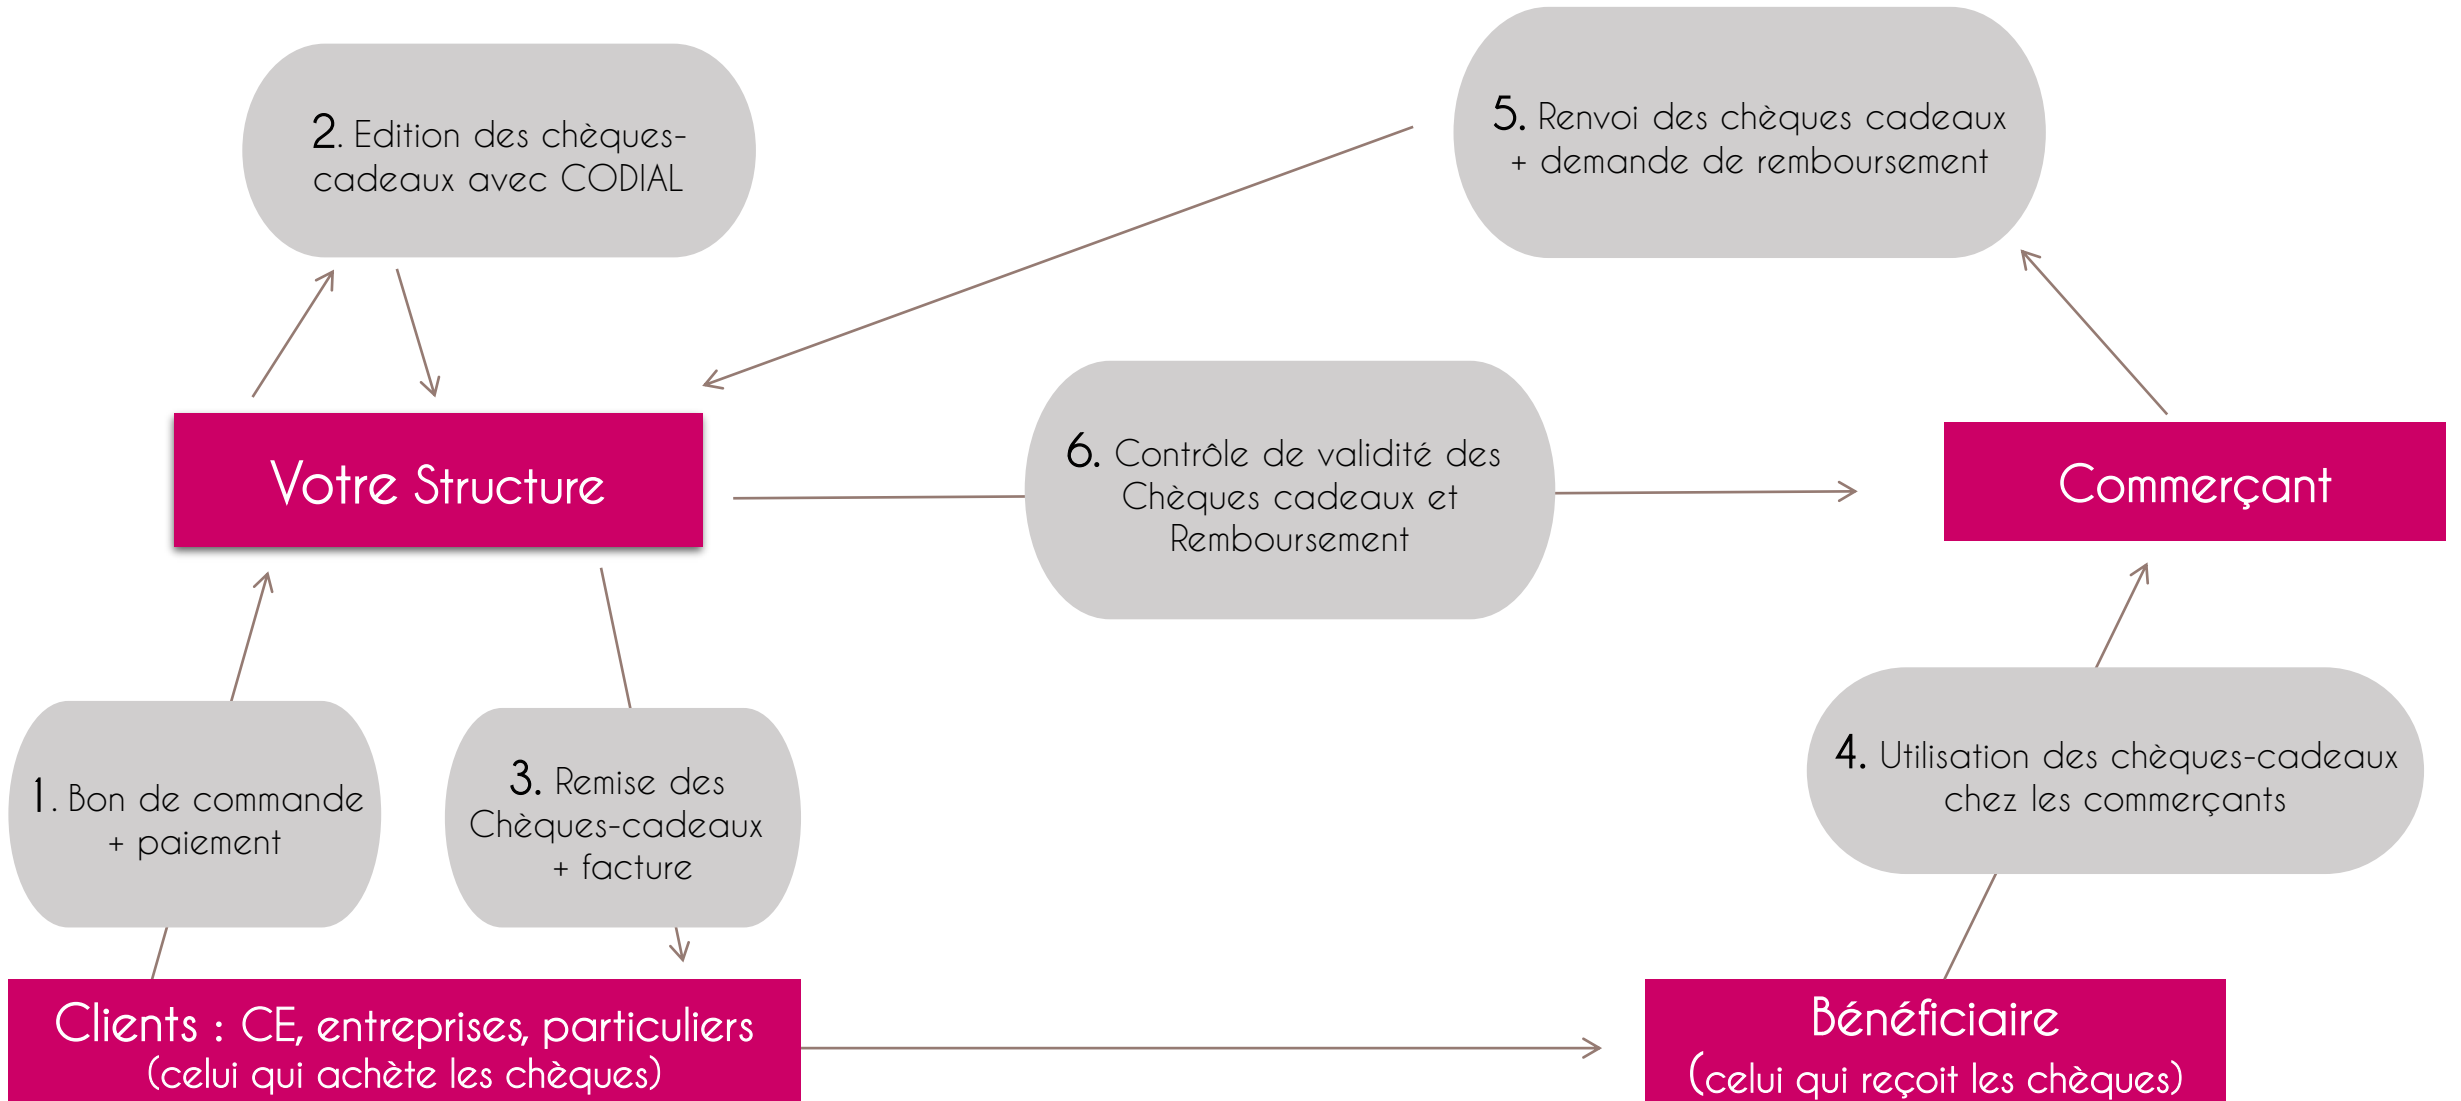 2. Edition des chèques-
cadeaux avec CODIAL
5. Renvoi des chèques cadeaux
+ demande de remboursement
Votre Structure
6. Contrôle de validité des
Chèques cadeaux et
Remboursement
Commerçant
1. Bon de commande
+ paiement
3. Remise des
Chèques-cadeaux
+ facture
4. Utilisation des chèques-cadeaux
chez les commerçants
Clients : CE, entreprises, particuliers
(celui qui achète les chèques)
Bénéficiaire
(celui qui reçoit les chèques)